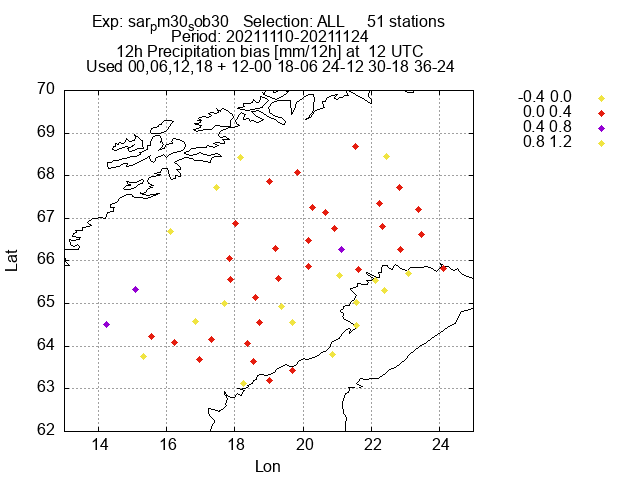 Exp: sarpm30sob30   Selection: ALL     51 stations
Period: 20211110-20211124
12h Precipitation bias [mm/12h] at  12 UTC
Used 00,06,12,18 + 12-00  18-06 24-12 30-18 36-24
-0.4 0.0
0.0 0.4
0.4 0.8
0.8 1.2
70
69
68
67
66
65
64
63
62
Lat
14 16 18 20 22 24
Lon